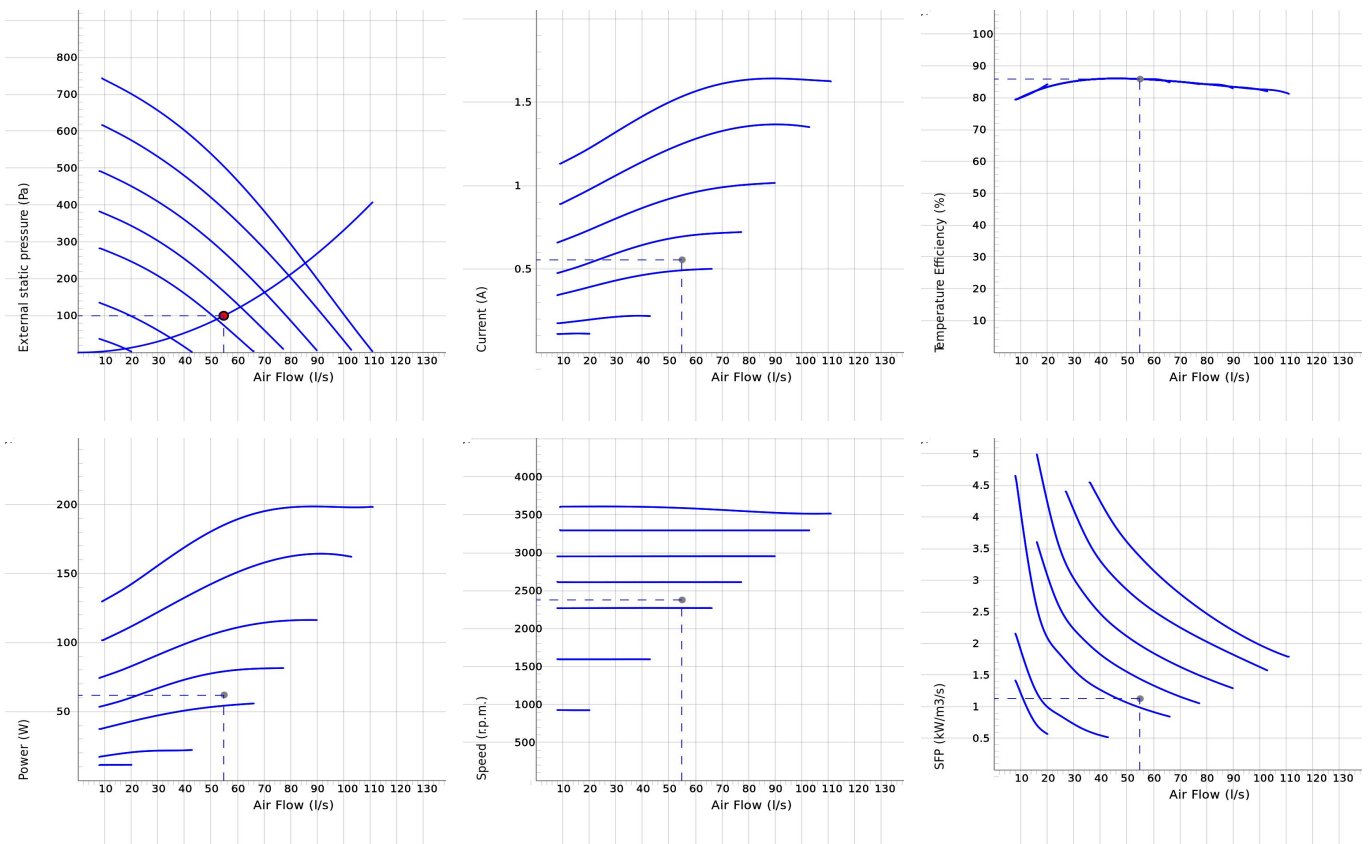 External static pressure (Pa)
800
700
600
500
400
300
200
100
10 20 30 40 50 60 70 80 90 100 110 120 130
Air Flow (l/s)
Current (A)
1.5
1
0.5
10 20 30 40 50 60 70 80 90 100 110 120 130
Air Flow (l/s)
Temperature Efficiency (%)
100
90
80
70
60
50
40
30
20
10
10 20 30 40 50 60 70 80 90 100 110 120 130
Air Flow (l/s)
Power (W)
200
150
100
50
10 20 30 40 50 60 70 80 90 100 110 120 130
Air Flow (l/s)
Speed (r.p.m.)
4000
3500
3000
2500
2000
1500
1000
500
10 20 30 40 50 60 70 80 90 100 110 120 130
Air Flow (l/s)
SFP (kW/m3/s)
5
4.5
4
3.5
3
2.5
2
1.5
1
0.5
10 20 30 40 50 60 70 80 90 100 110 120 130
Air Flow (l/s)